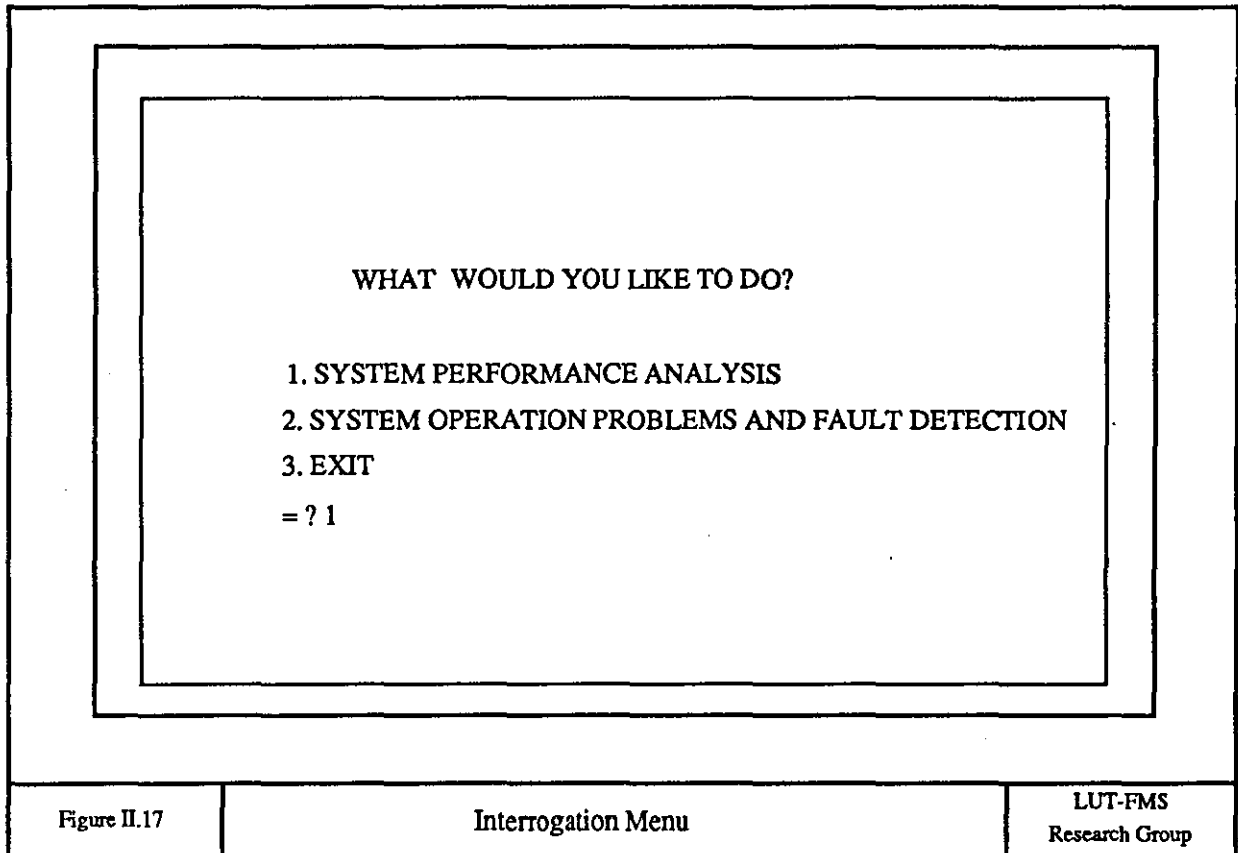 WHAT WOULD YOU LIKE TO DO?
1. SYSTEM PERFORMANCE ANALYSIS
2. SYSTEM OPERATION PROBLEMS AND FAULT DETECTION
3. EXIT
= ? 1
Figure II.17
Interrogation Menu
LUT-FMS
Research Group